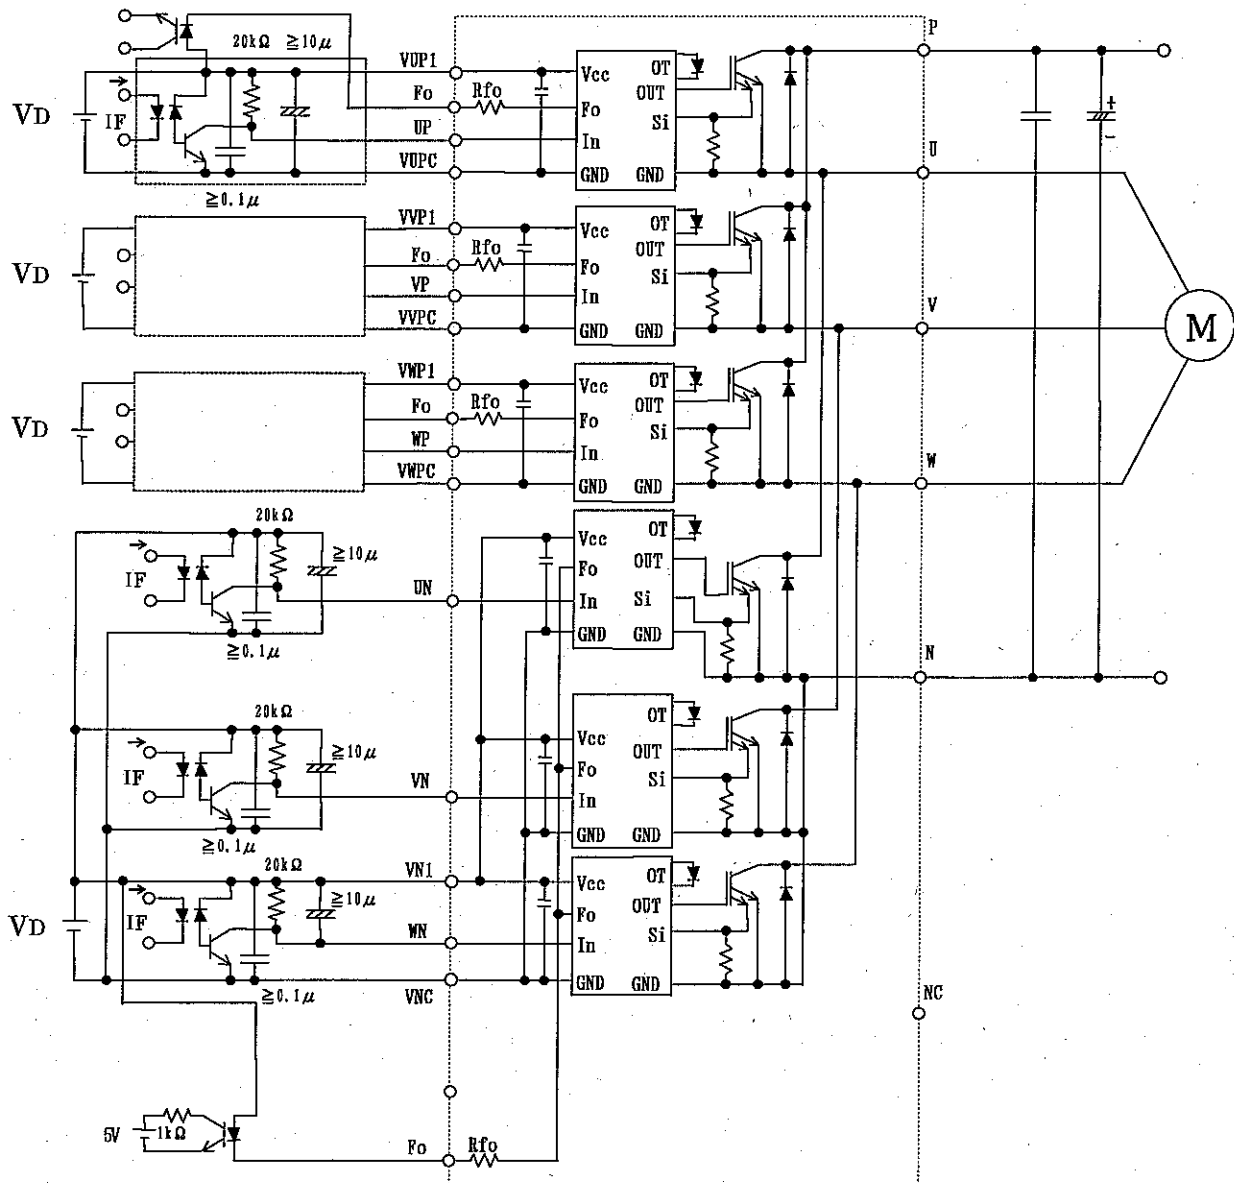 P
20kΩ ≧10μ
VUP1
Vcc
OT
Fo
Rfo
Fo
OUT
VD
IF
UP
In
Si
+
-
VUPC
GND GND
U
≧0.1μ
VVP1
Vcc
OT
Fo
Rfo
Fo
OUT
VD
VP
In
Si
VVPC
GND GND
V
M
VWP1
Vcc
OT
Fo
Rfo
Fo
OUT
VD
WP
In
Si
VWPC
GND GND
W
20kΩ
≧10μ
Vcc
OT
Fo
OUT
IF
UN
In
Si
GND GND
N
≧0.1μ
20kΩ
≧10μ
Vcc
OT
OUT
IF
VN
Fo
Si
In
GND GND
≧0.1μ
20kΩ
VN1
Vcc
OT
≧10μ
IF
OUT
VD
WN
Fo
Si
In
VNC
GND GND
≧0.1μ
NC
5V
1kΩ
Fo
Rfo